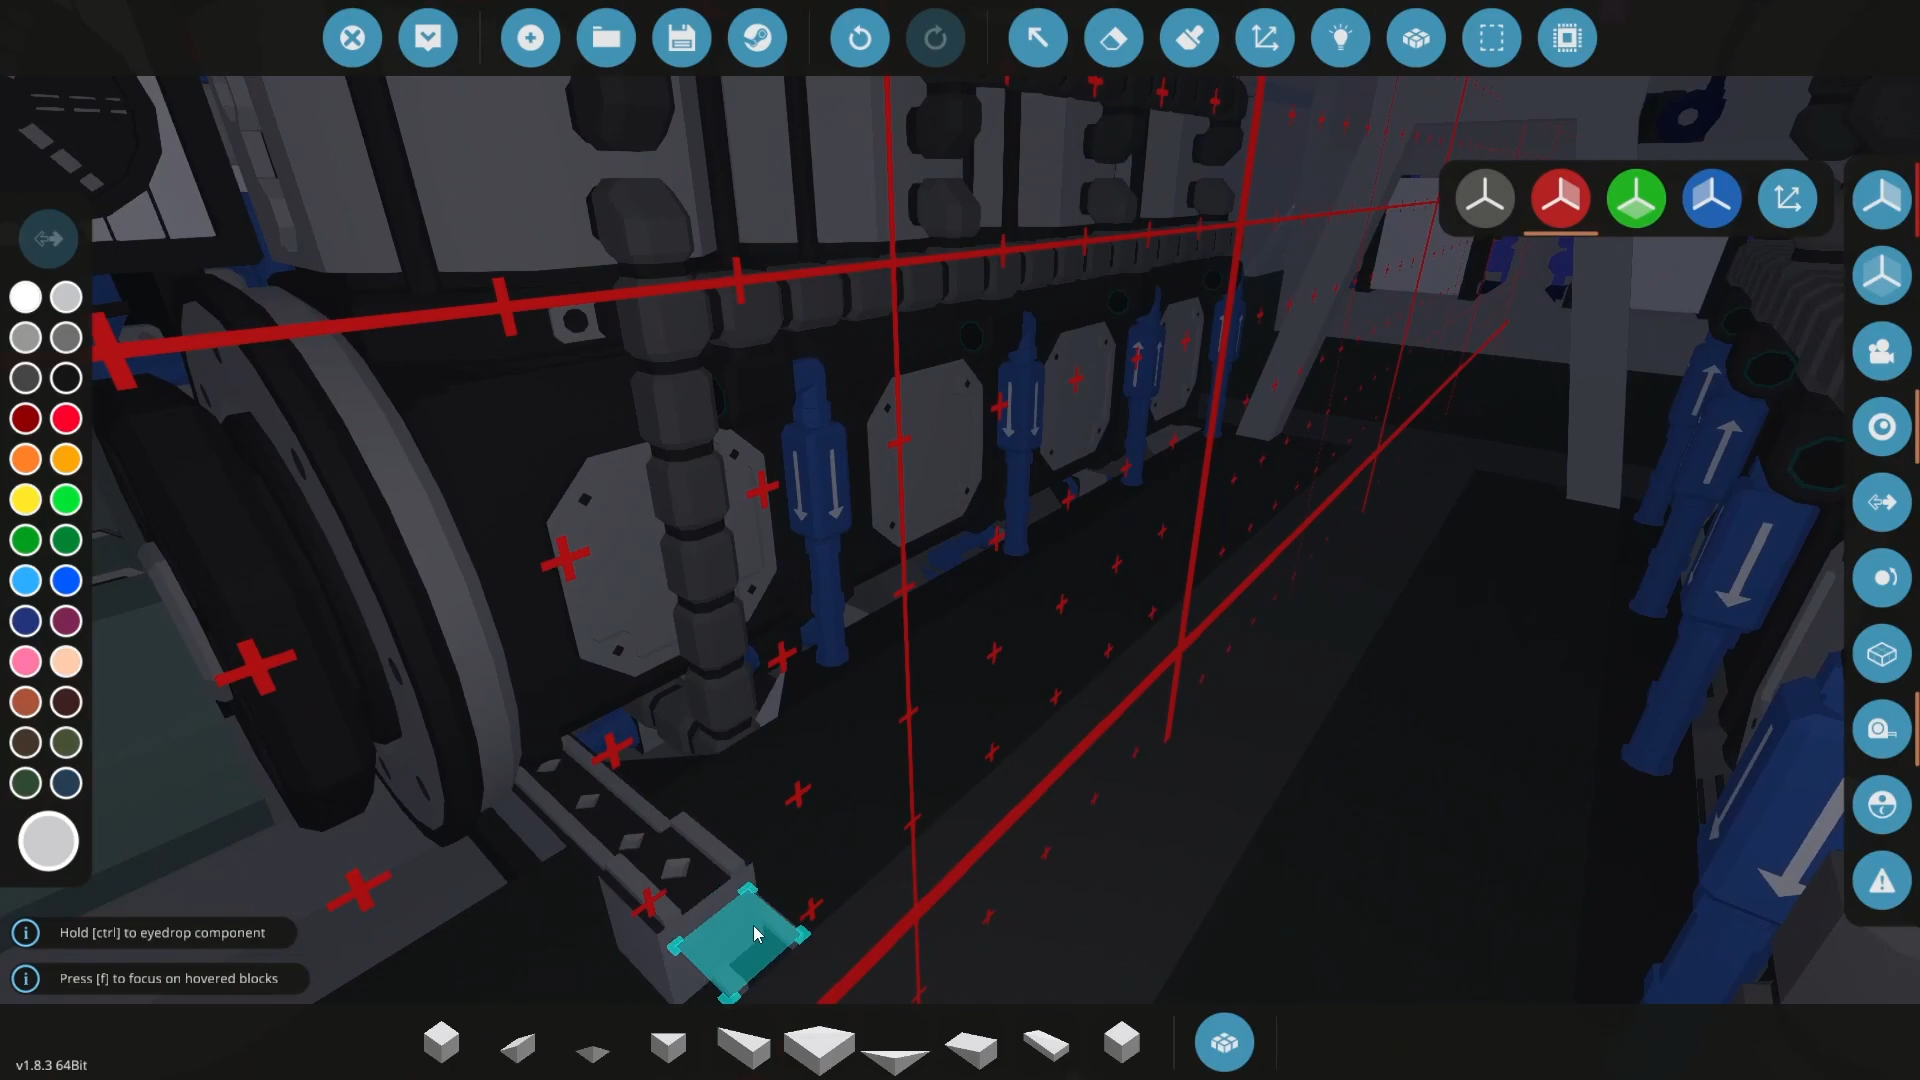 Hold [ctrl] to eyedrop component
Press [f] to focus on hovered blocks
v1.8.3 64Bit